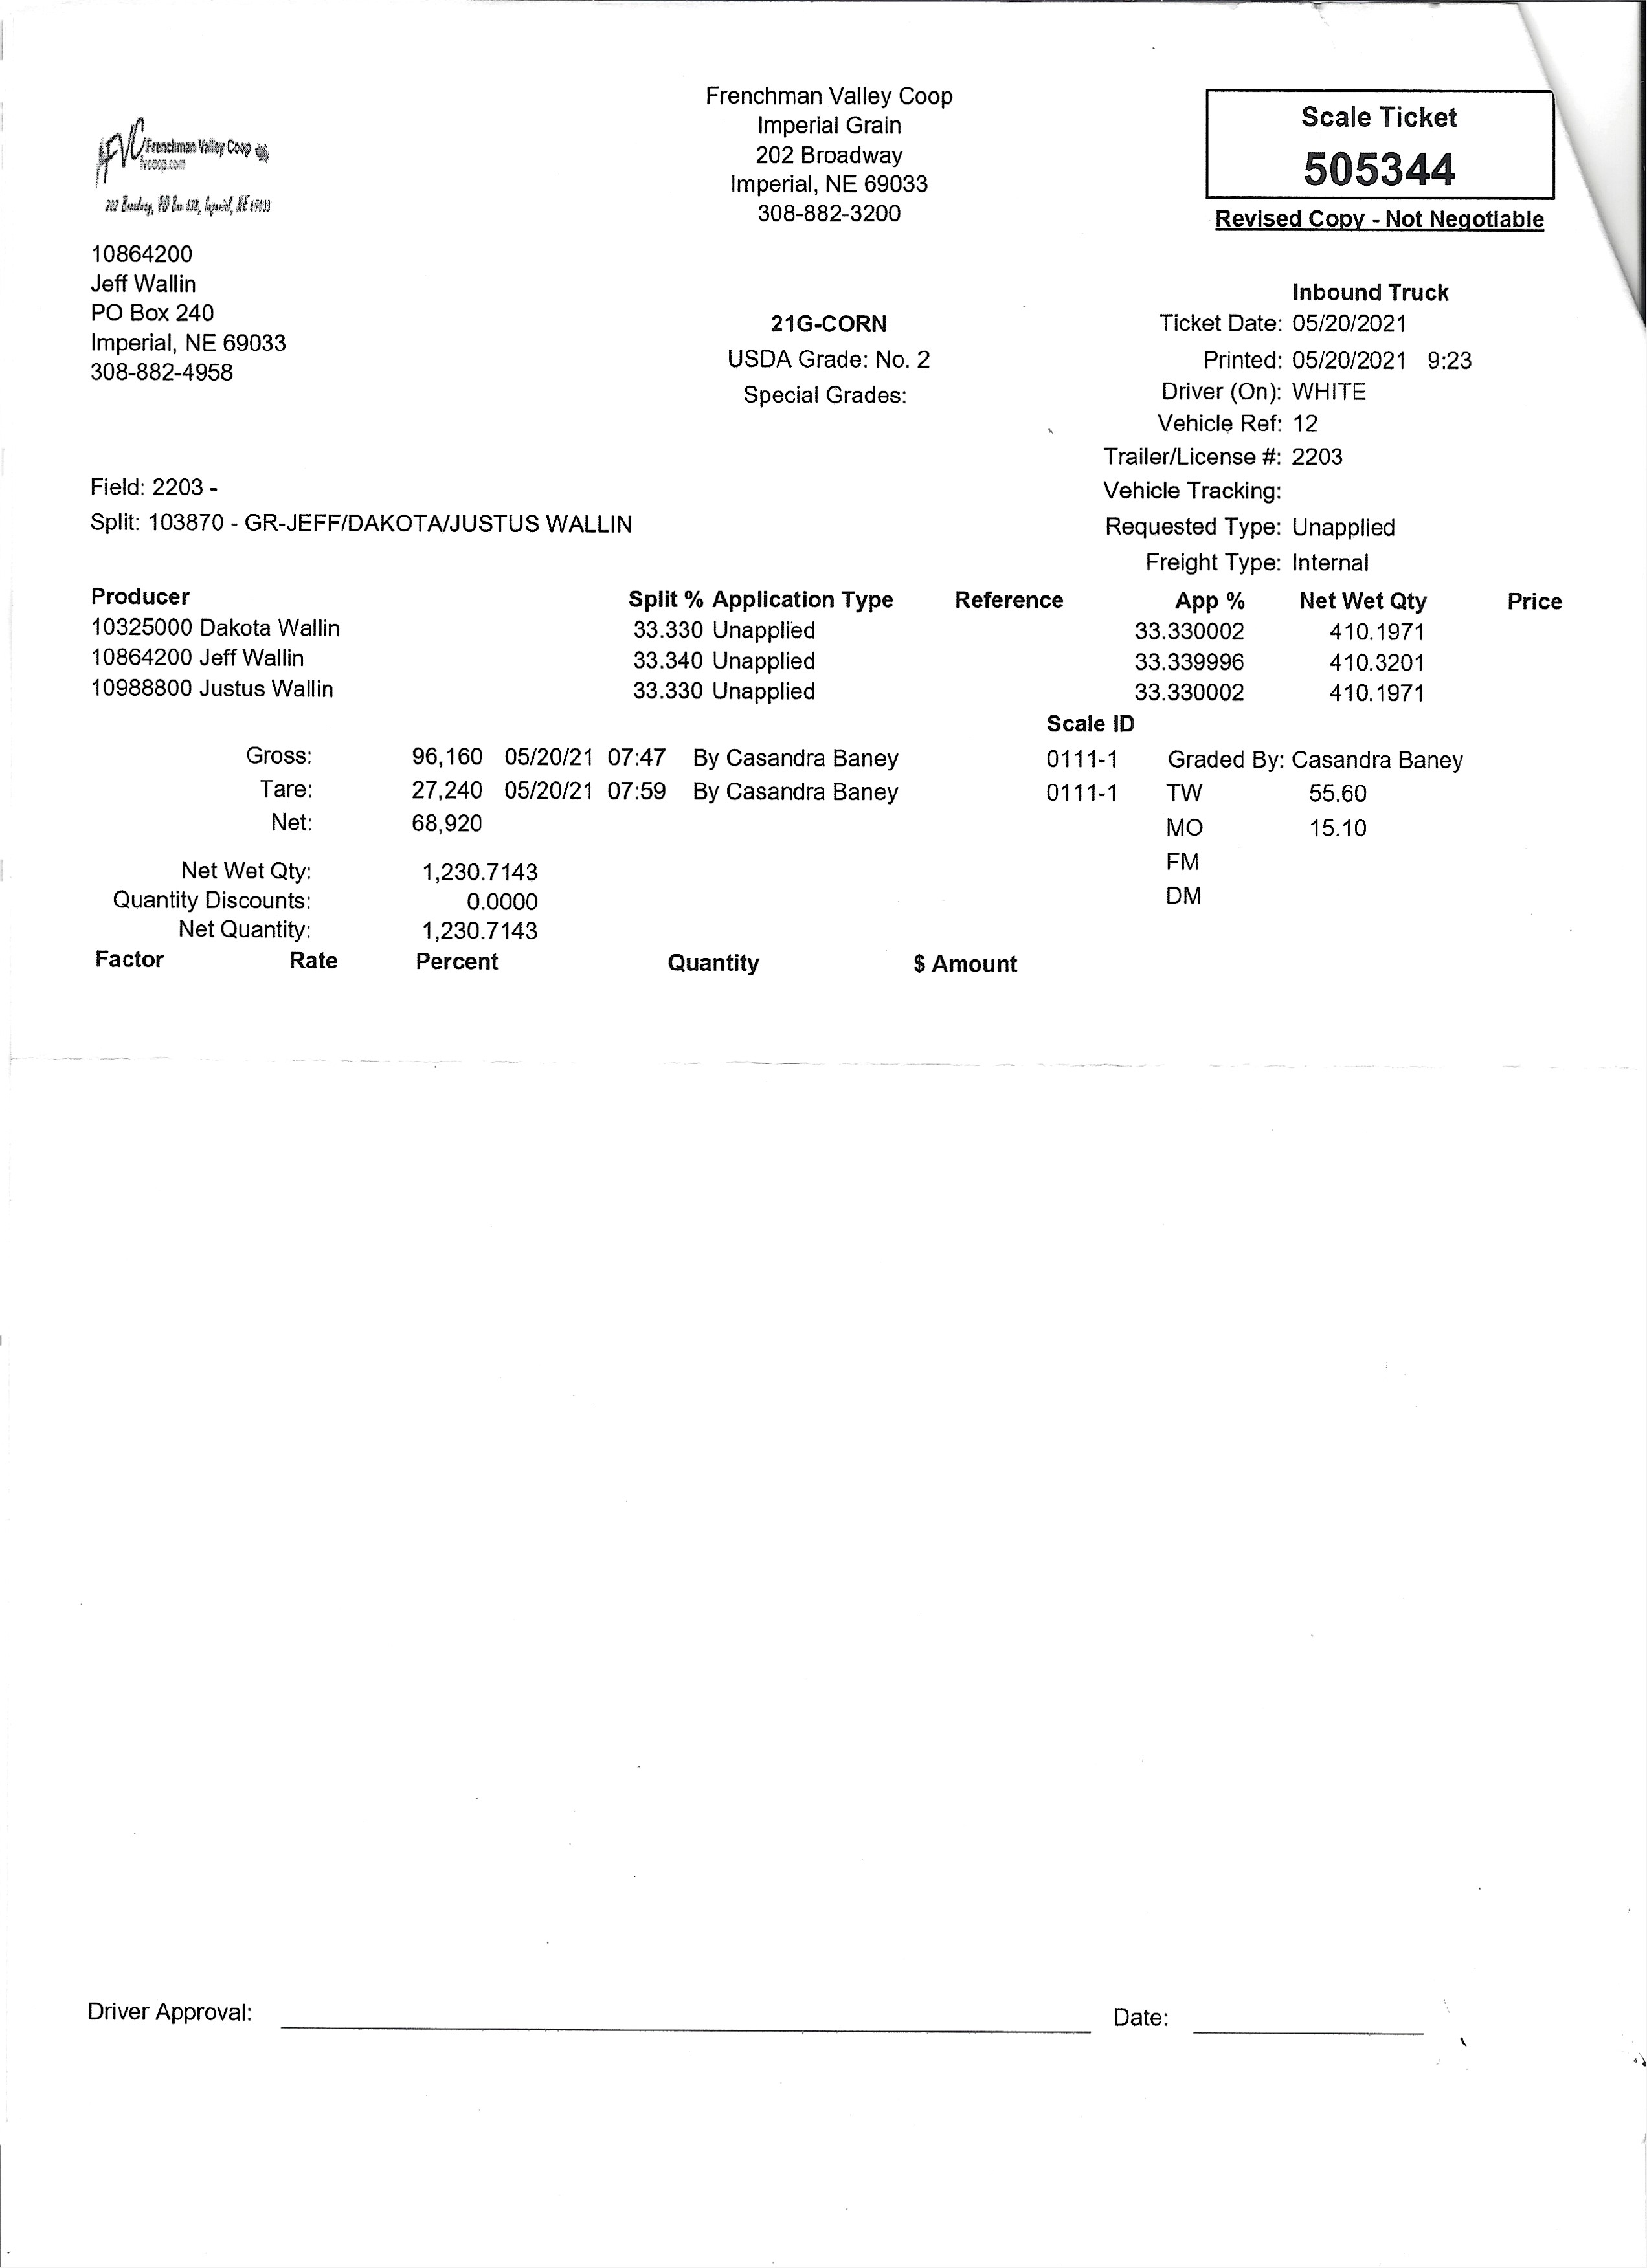 FVC Frenchman Valley Coop
fvcoop.com
202 Broadway, PO Box 578, Imperial, NE 69033
10864200
Jeff Wallin
PO Box 240
Imperial, NE 69033
308-882-4958
Frenchman Valley Coop
Imperial Grain
202 Broadway
Imperial, NE 69033
308-882-3200
Scale Ticket
505344
Revised Copy - Not Negotiable
21G-CORN
USDA Grade: No. 2
Special Grades:
Inbound Truck
Ticket Date: 05/20/2021
Printed: 05/20/2021 9:23
Driver (On): WHITE
Vehicle Ref: 12
Trailer/License #: 2203
Vehicle Tracking:
Requested Type: Unapplied
Freight Type: Internal
Field: 2203 -
Split: 103870 - GR-JEFF/DAKOTA/JUSTUS WALLIN
Producer Split % Application Type Reference App % Net Wet Qty Price
10325000 Dakota Wallin 33.330 Unapplied 33.330002 410.1971
10864200 Jeff Wallin 33.340 Unapplied 33.339996 410.3201
10988800 Justus Wallin 33.330 Unapplied 33.330002 410.1971
Scale ID
Gross: 96,160 05/20/21 07:47 By Casandra Baney 0111-1 Graded By: Casandra Baney
Tare: 27,240 05/20/21 07:59 By Casandra Baney 0111-1 TW 55.60
Net: 68,920 MO 15.10
FM
Net Wet Qty: 1,230.7143
DM
Quantity Discounts: 0.0000
Net Quantity: 1,230.7143
Factor Rate Percent Quantity $ Amount
Driver Approval: Date: